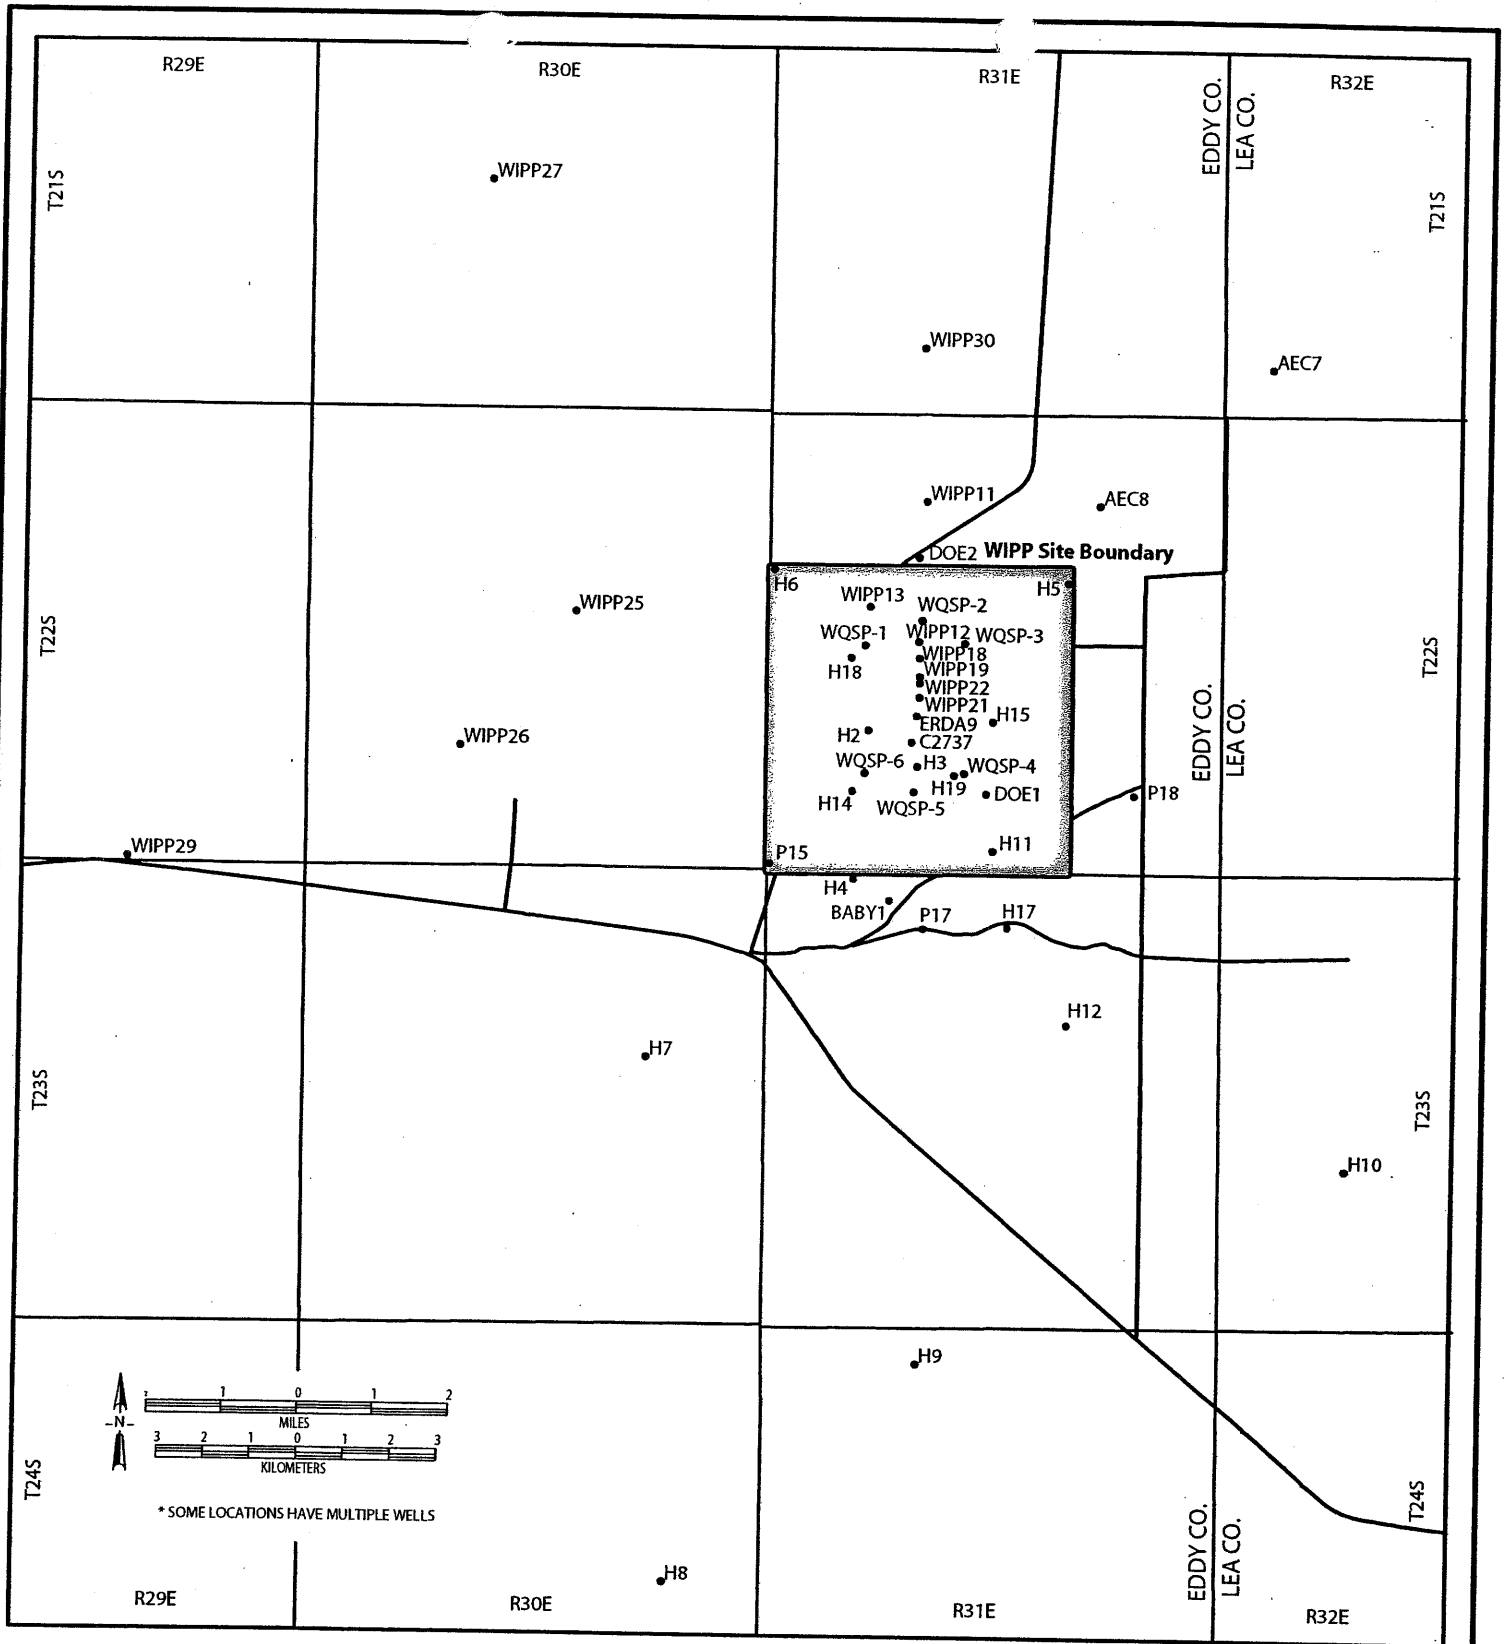 R29E
R30E
R31E
R32E
EDDY CO.
LEA CO.
T21S
T21S
WIPP27
WIPP30
AEC7
WIPP11
AEC8
DOE2
WIPP Site Boundary
H6
H5
WIPP13
WQSP-2
WIPP25
WQSP-1
WIPP12
WQSP-3
T22S
T22S
WIPP18
H18
WIPP19
WIPP22
WIPP21
H15
ERDA9
H2
C2737
WIPP26
EDDY CO.
LEA CO.
WQSP-6
H3
WQSP-4
H19
H14
WQSP-5
DOE1
P18
WIPP29
P15
H11
H4
BABY1
P17
H17
H12
H7
T23S
T23S
H10
H9
2 1 0 1 2
MILES
-N-
3 2 1 0 1 2 3
KILOMETERS
T24S
T24S
* SOME LOCATIONS HAVE MULTIPLE WELLS
EDDY CO.
LEA CO.
H8
R29E
R30E
R31E
R32E